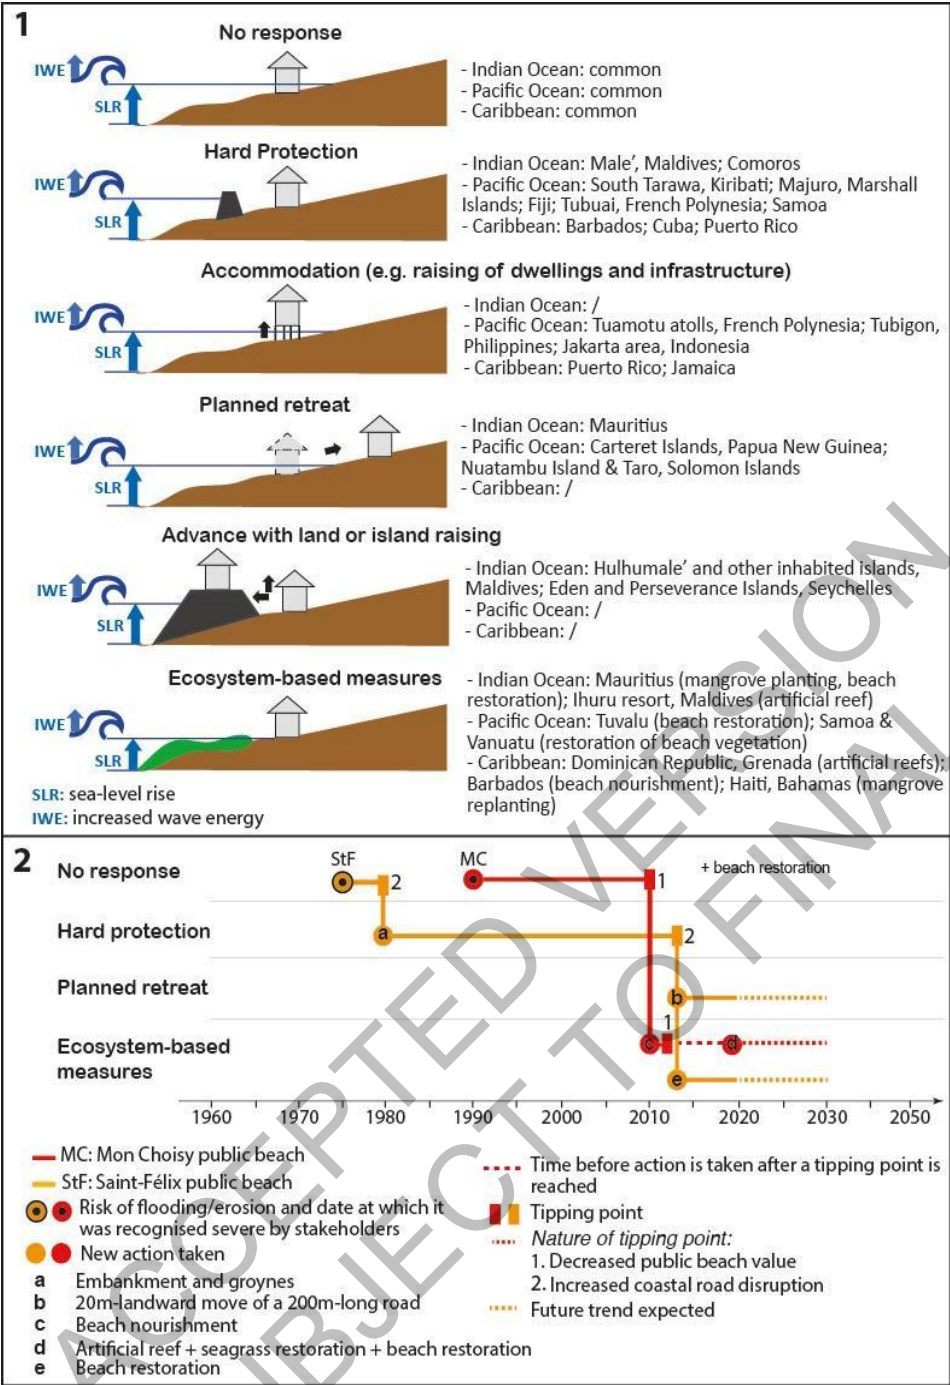 1
No response
IWE
SLR
- Indian Ocean: common
- Pacific Ocean: common
- Caribbean: common
Hard Protection
IWE
SLR
- Indian Ocean: Male’, Maldives; Comoros
- Pacific Ocean: South Tarawa, Kiribati; Majuro, Marshall
Islands; Fiji; Tubuai, French Polynesia; Samoa
- Caribbean: Barbados; Cuba; Puerto Rico
Accommodation (e.g. raising of dwellings and infrastructure)
IWE
SLR
- Indian Ocean: /
- Pacific Ocean: Tuamotu atolls, French Polynesia; Tubigon,
Philippines; Jakarta area, Indonesia
- Caribbean: Puerto Rico; Jamaica
Planned retreat
IWE
SLR
- Indian Ocean: Mauritius
- Pacific Ocean: Carteret Islands, Papua New Guinea;
Nuatambu Island & Taro, Solomon Islands
- Caribbean: /
Advance with land or island raising
IWE
SLR
- Indian Ocean: Hulhumale’ and other inhabited islands,
Maldives; Eden and Perseverance Islands, Seychelles
- Pacific Ocean: /
- Caribbean: /
Ecosystem-based measures
IWE
SLR
- Indian Ocean: Mauritius (mangrove planting, beach
restoration); Ihuru resort, Maldives (artificial reef)
- Pacific Ocean: Tuvalu (beach restoration); Samoa &
Vanuatu (restoration of beach vegetation)
- Caribbean: Dominican Republic, Grenada (artificial reefs);
Barbados (beach nourishment); Haiti, Bahamas (mangrove
replanting)
SLR: sea-level rise
IWE: increased wave energy
2
No response
StF
2
MC
1
+ beach restoration
Hard protection
a
2
Planned retreat
b
Ecosystem-based
measures
c
1
d
e
1960 1970 1980 1990 2000 2010 2020 2030 2050
MC: Mon Choisy public beach
StF: Saint-Félix public beach
Risk of flooding/erosion and date at which it
was recognised severe by stakeholders
New action taken
a Embankment and groynes
b 20m-landward move of a 200m-long road
c Beach nourishment
d Artificial reef + seagrass restoration + beach restoration
e Beach restoration
Time before action is taken after a tipping point is
reached
Tipping point
Nature of tipping point:
1. Decreased public beach value
2. Increased coastal road disruption
Future trend expected
ACCEPTED VERSION
SUBJECT TO FINAL